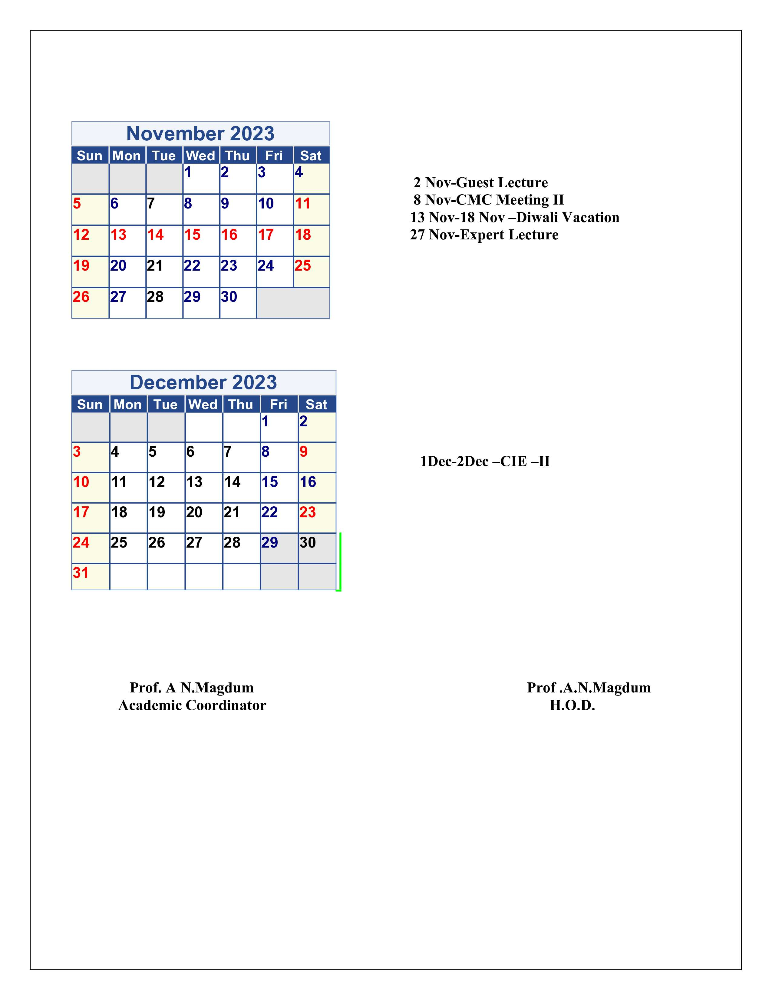 November 2023
Sun Mon Tue Wed Thu Fri Sat
1 2 3 4
5 6 7 8 9 10 11
12 13 14 15 16 17 18
19 20 21 22 23 24 25
26 27 28 29 30
2 Nov-Guest Lecture
8 Nov-CMC Meeting II
13 Nov-18 Nov –Diwali Vacation
27 Nov-Expert Lecture
December 2023
Sun Mon Tue Wed Thu Fri Sat
1 2
3 4 5 6 7 8 9
10 11 12 13 14 15 16
17 18 19 20 21 22 23
24 25 26 27 28 29 30
31
1Dec-2Dec –CIE –II
Prof. A N.Magdum
Academic Coordinator
Prof .A.N.Magdum
H.O.D.